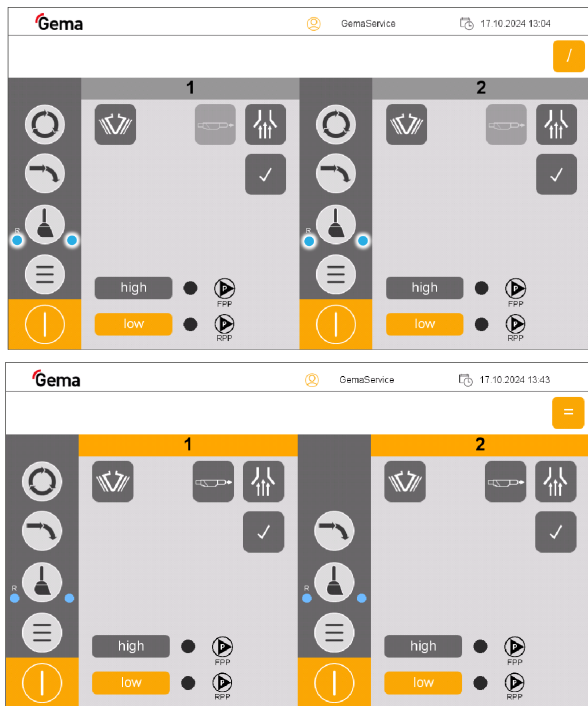 Gema GemaService 17.10.2024 13:04
/
1 2
R R
high P high P
FPP FPP
low P low P
RPP RPP
Gema GemaService 17.10.2024 13:43
=
1 2
R R
high P high P
FPP FPP
low P low P
RPP RPP